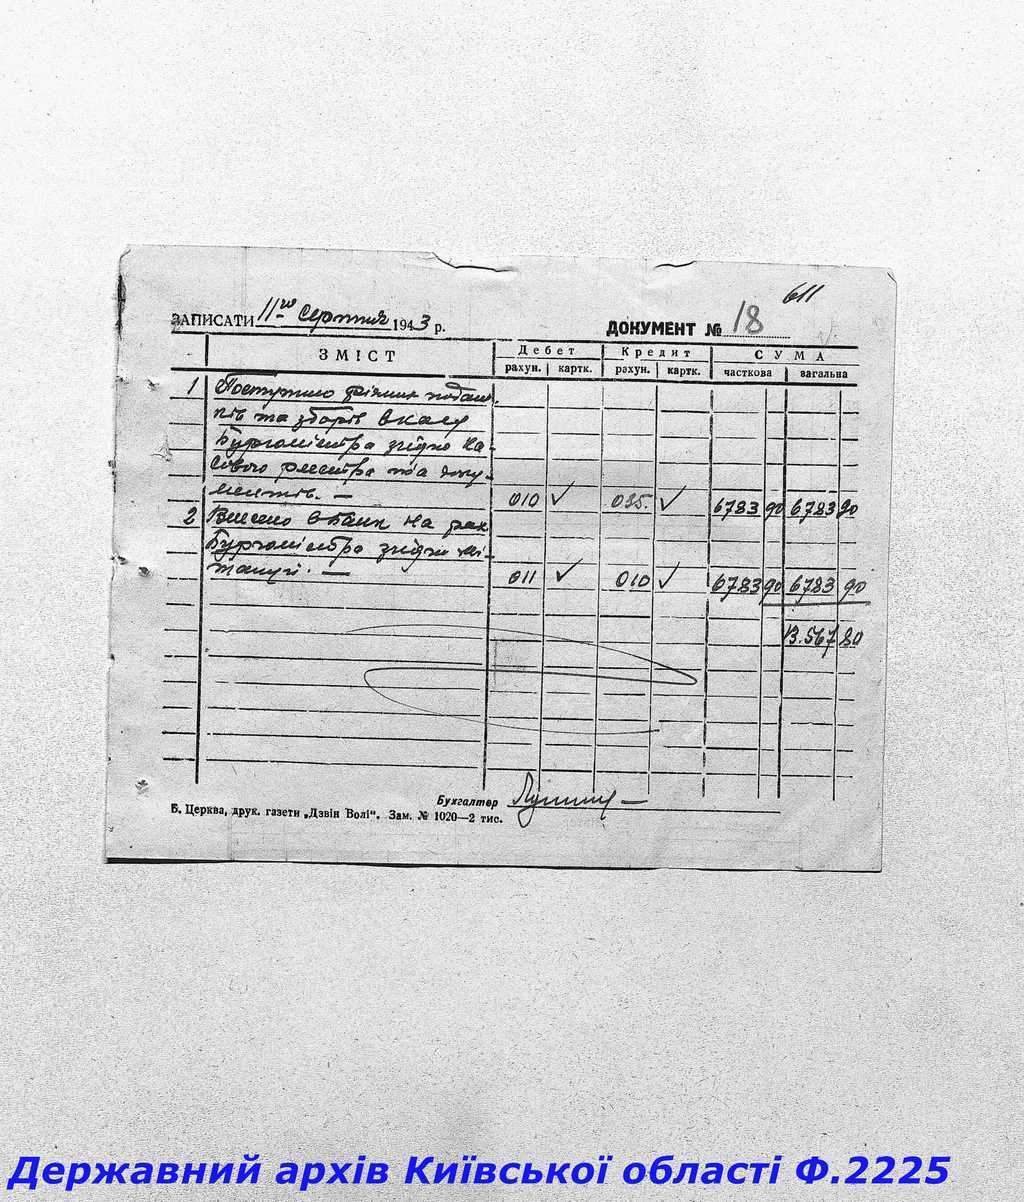 611
ЗАПИСАТИ 11го Серпня 1943 р. ДОКУМЕНТ № 18
ЗМІСТ Дебет Кредит СУМА
рахун. картк. рахун. картк. часткова загальна
1 Поступило різних подат
ків та зборів в касу
Бургомістра згідно ка-
сового реєстра та доку-
ментів. — 010 ✓ 035. ✓ 6783 90 6783 90
2 Внесено в банк на рах
Бургомістра згідно кві-
танції. — 011 ✓ 010 ✓ 6783 90 6783 90
13.567 80
Бухгалтер
Б. Церква, друк. газети „Дзвін Волі“. Зам. № 1020—2 тис.
Державний архів Київської області Ф.2225